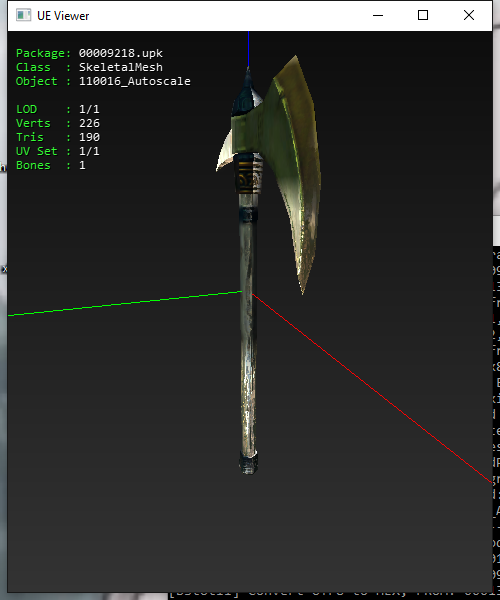 UE Viewer
Package: 00009218.upk
Class  : SkeletalMesh
Object : 110016_Autoscale
LOD    : 1/1
Verts  : 226
Tris   : 190
UV Set : 1/1
Bones  : 1